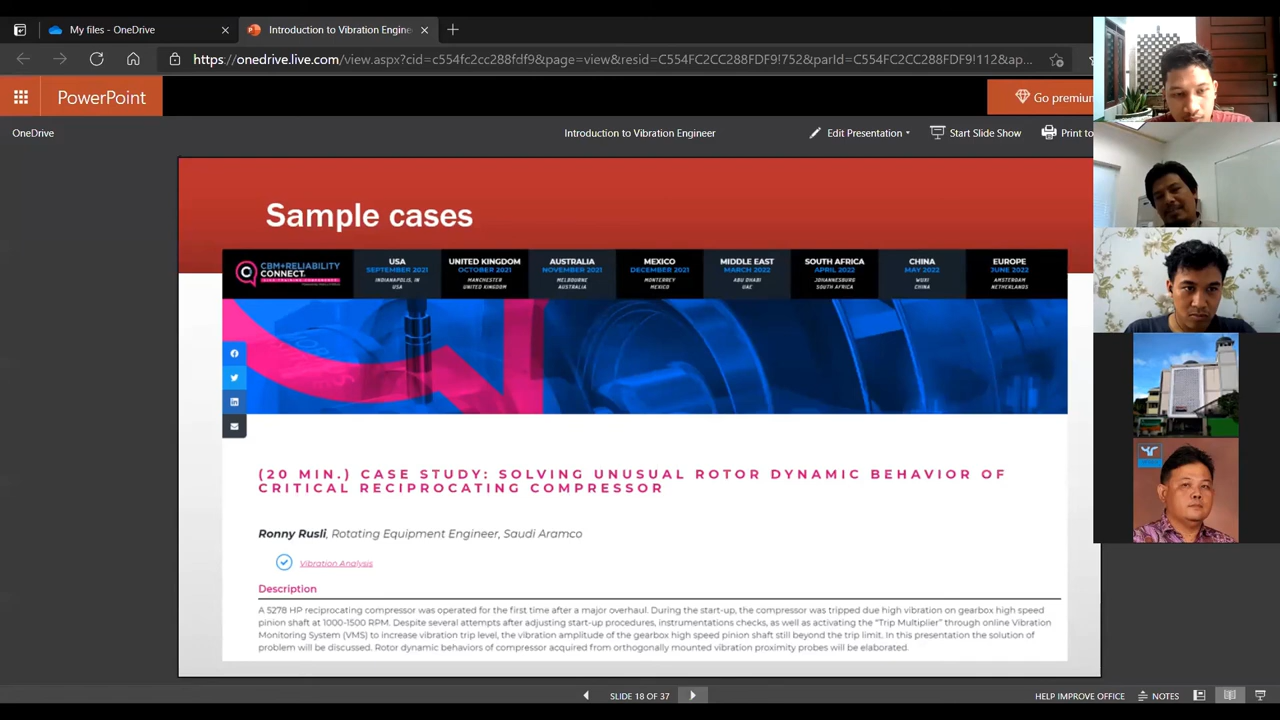 My files - OneDrive
Introduction to Vibration Engine
https://onedrive.live.com/view.aspx?cid=c554fc2cc288fdf9&page=view&resid=C554FC2CC288FDF9!752&parId=C554FC2CC288FDF9!112&ap...
PowerPoint
Go premium
OneDrive
Introduction to Vibration Engineer
Edit Presentation
Start Slide Show
Print to
Sample cases
CBM+RELIABILITY
CONNECT.
USA
SEPTEMBER 2021
INDIANAPOLIS, IN
USA
UNITED KINGDOM
OCTOBER 2021
MANCHESTER
UNITED KINGDOM
AUSTRALIA
NOVEMBER 2021
MELBOURNE
AUSTRALIA
MEXICO
DECEMBER 2021
MONTERREY
MEXICO
MIDDLE EAST
MARCH 2022
ABU DHABI
UAE
SOUTH AFRICA
APRIL 2022
JOHANNESBURG
SOUTH AFRICA
CHINA
MAY 2022
WUXI
CHINA
EUROPE
JUNE 2022
AMSTERDAM
NETHERLANDS
(20 MIN.) CASE STUDY: SOLVING UNUSUAL ROTOR DYNAMIC BEHAVIOR OF
CRITICAL RECIPROCATING COMPRESSOR
Ronny Rusli, Rotating Equipment Engineer, Saudi Aramco
Vibration Analysis
Description
A 5278 HP reciprocating compressor was operated for the first time after a major overhaul. During the start-up, the compressor was tripped due high vibration on gearbox high speed
pinion shaft at 1000-1500 RPM. Despite several attempts after adjusting start-up procedures, instrumentations checks, as well as activating the "Trip Multiplier" through online Vibration
Monitoring System (VMS) to increase vibration trip level, the vibration amplitude of the gearbox high speed pinion shaft still beyond the trip limit. In this presentation the solution of
problem will be discussed. Rotor dynamic behaviors of compressor acquired from orthogonally mounted vibration proximity probes will be elaborated.
SLIDE 18 OF 37
HELP IMPROVE OFFICE
NOTES